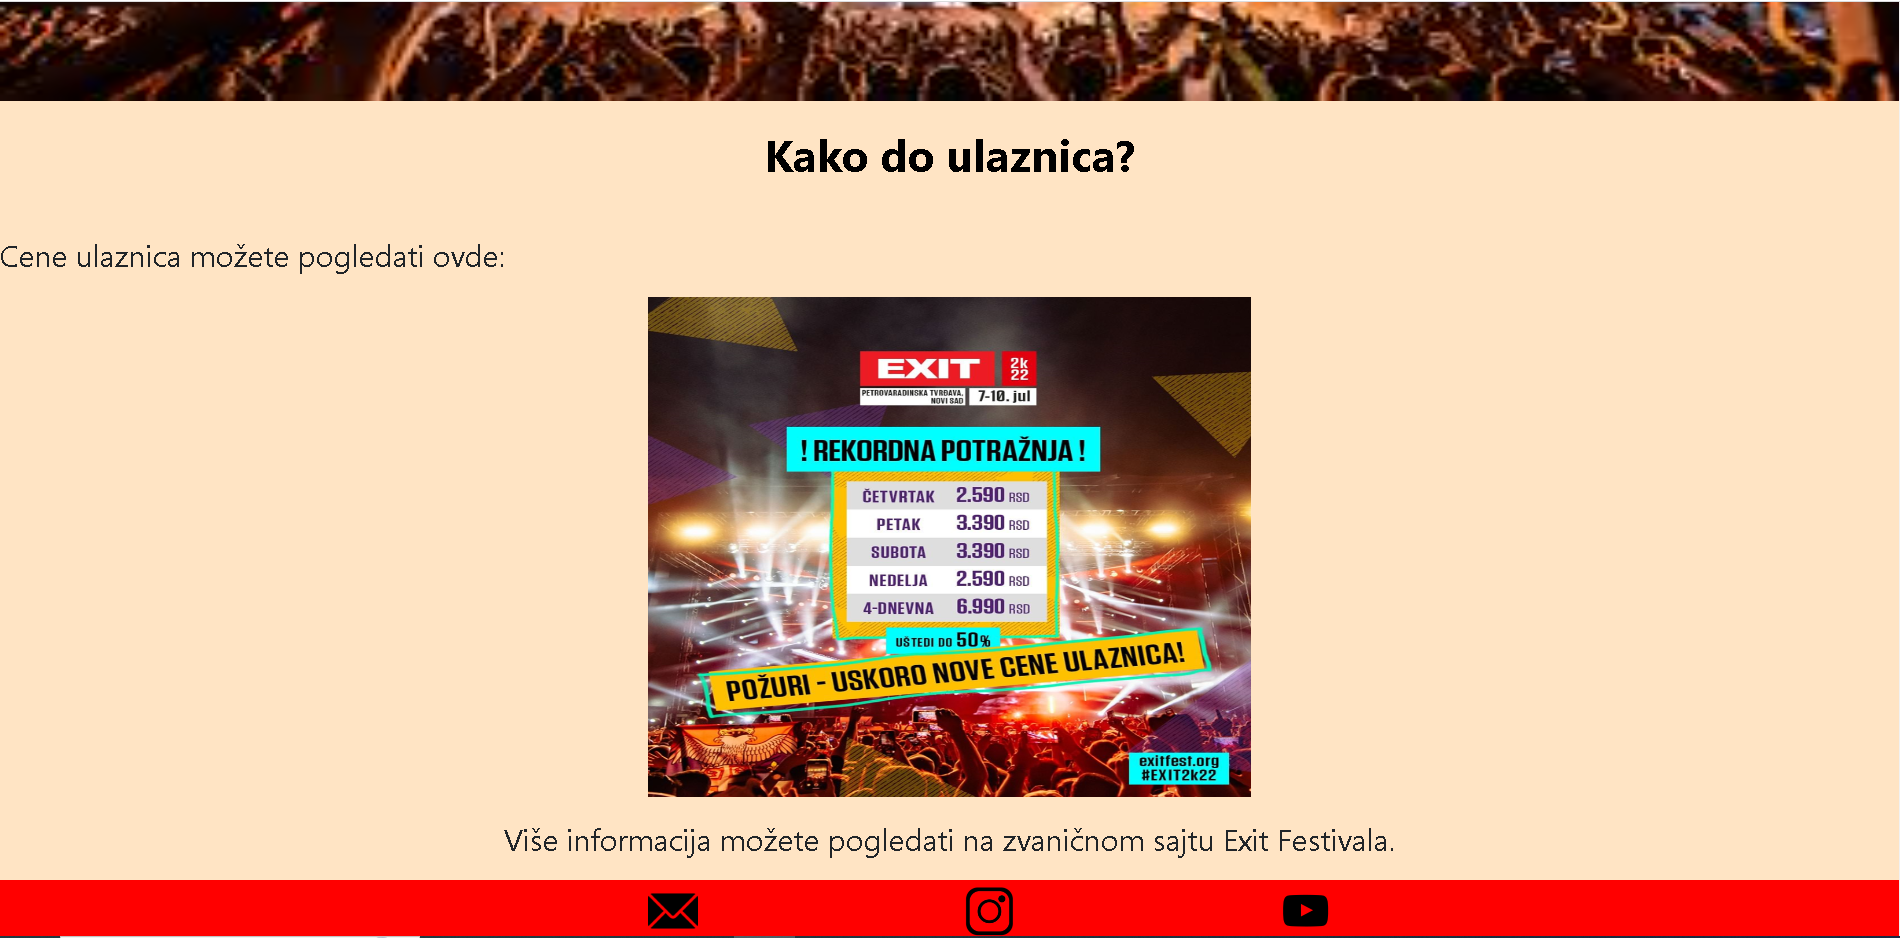 Kako do ulaznica?
Cene ulaznica možete pogledati ovde:
EXIT 2k 22
PETROVARADINSKA TVRĐAVA, NOVI SAD 7-10. jul
! REKORDNA POTRAŽNJA !
ČETVRTAK 2.590 RSD
PETAK 3.390 RSD
SUBOTA 3.390 RSD
NEDELJA 2.590 RSD
4-DNEVNA 6.990 RSD
UŠTEDI DO 50%
POŽURI - USKORO NOVE CENE ULAZNICA!
exitfest.org
#EXIT2k22
Više informacija možete pogledati na zvaničnom sajtu Exit Festivala.